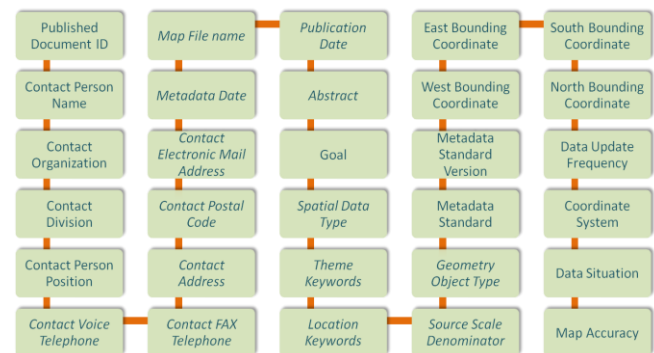 Published
Document ID
Contact Person
Name
Contact
Organization
Contact
Division
Contact Person
Position
Contact Voice
Telephone
Map File name
Metadata Date
Contact
Electronic Mail
Address
Contact Postal
Code
Contact
Address
Contact FAX
Telephone
Publication
Date
Abstract
Goal
Spatial Data
Type
Theme
Keywords
Location
Keywords
East Bounding
Coordinate
West Bounding
Coordinate
Metadata
Standard
Version
Metadata
Standard
Geometry
Object Type
Source Scale
Denominator
South Bounding
Coordinate
North Bounding
Coordinate
Data Update
Frequency
Coordinate
System
Data Situation
Map Accuracy